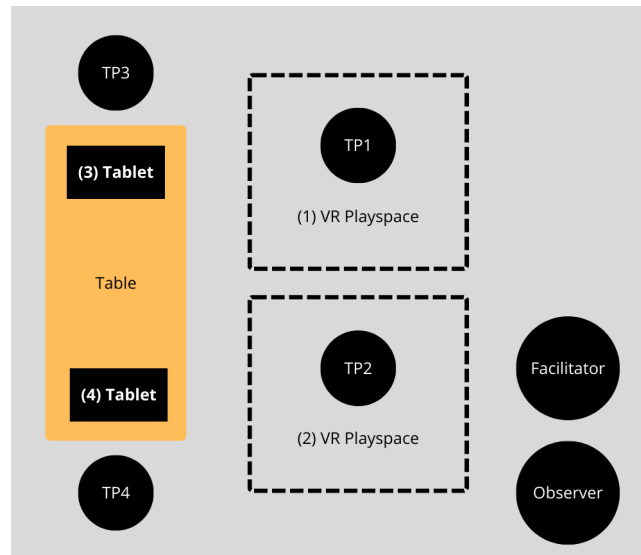 TP3
(3) Tablet
Table
(4) Tablet
TP4
TP1
(1) VR Playspace
TP2
(2) VR Playspace
Facilitator
Observer